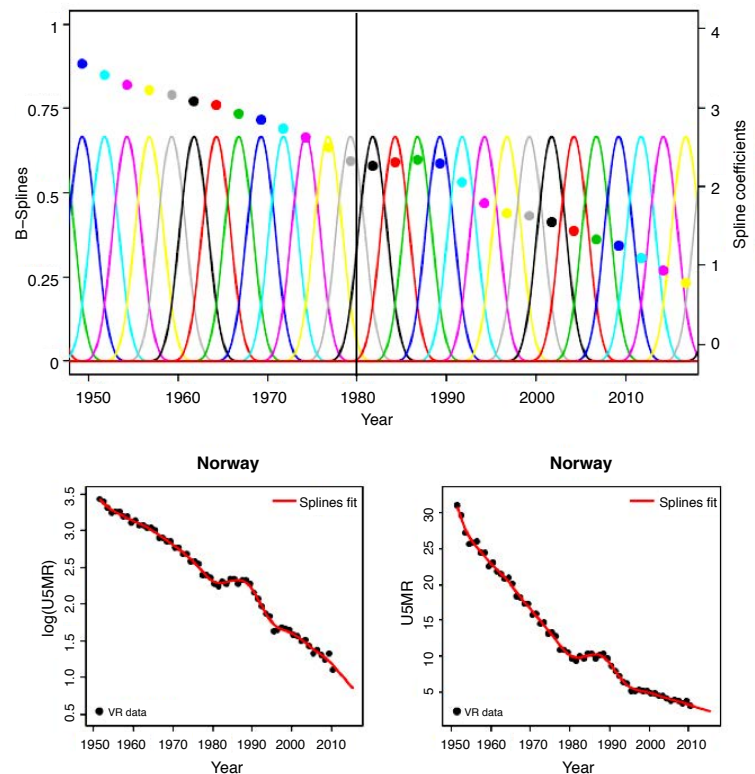 1
0.75
0.5
0.25
0
B–Splines
4
3
2
1
0
Spline coefficients
1950 1960 1970 1980 1990 2000 2010
Year
Norway
3.5
3.0
2.5
2.0
1.5
1.0
0.5
log(U5MR)
Splines fit
VR data
1950 1960 1970 1980 1990 2000 2010
Year
Norway
30
25
20
15
10
5
U5MR
Splines fit
VR data
1950 1960 1970 1980 1990 2000 2010
Year